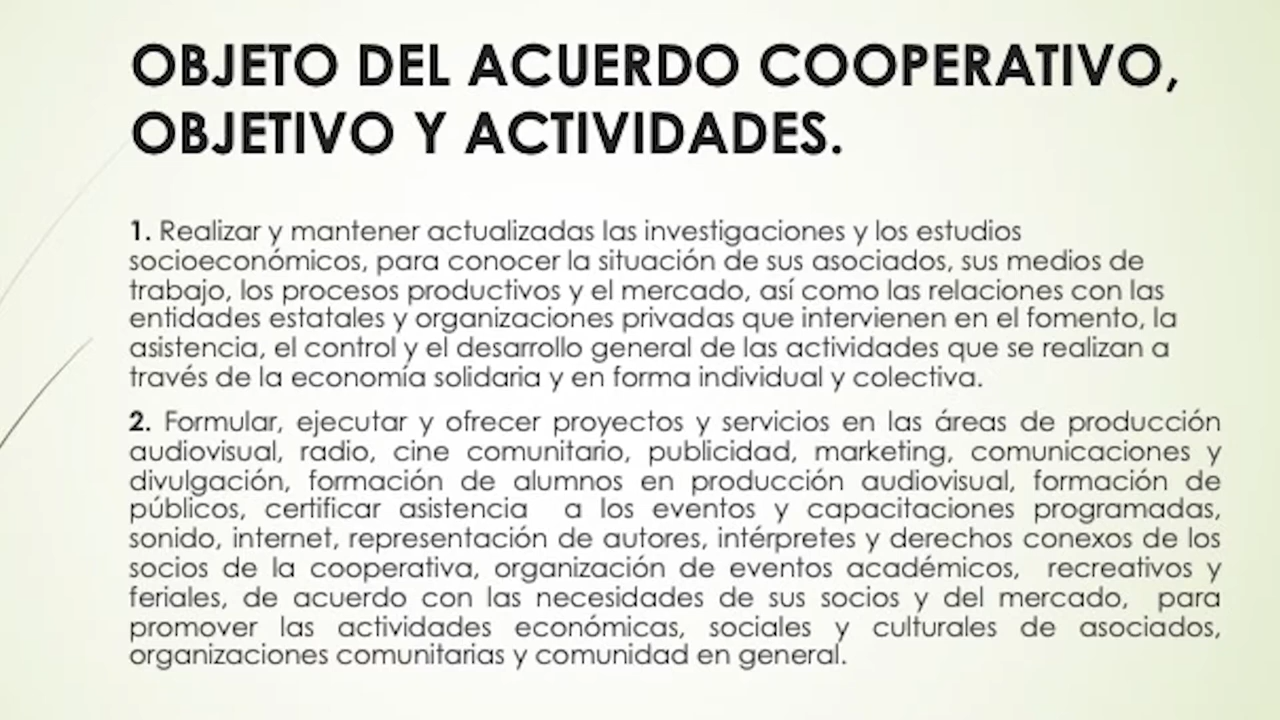 OBJETO DEL ACUERDO COOPERATIVO,
OBJETIVO Y ACTIVIDADES.
1. Realizar y mantener actualizadas las investigaciones y los estudios
socioeconómicos, para conocer la situación de sus asociados, sus medios de
trabajo, los procesos productivos y el mercado, así como las relaciones con las
entidades estatales y organizaciones privadas que intervienen en el fomento, la
asistencia, el control y el desarrollo general de las actividades que se realizan a
través de la economía solidaria y en forma individual y colectiva.
2. Formular, ejecutar y ofrecer proyectos y servicios en las áreas de producción
audiovisual, radio, cine comunitario, publicidad, marketing, comunicaciones y
divulgación, formación de alumnos en producción audiovisual, formación de
públicos, certificar asistencia a los eventos y capacitaciones programadas,
sonido, internet, representación de autores, intérpretes y derechos conexos de los
socios de la cooperativa, organización de eventos académicos, recreativos y
feriales, de acuerdo con las necesidades de sus socios y del mercado, para
promover las actividades económicas, sociales y culturales de asociados,
organizaciones comunitarias y comunidad en general.